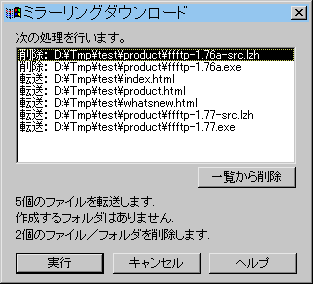 ミラーリングダウンロード
次の処理を行います。
削除: D:¥Tmp¥test¥product¥ffftp-1.76a-src.lzh
削除: D:¥Tmp¥test¥product¥ffftp-1.76a.exe
転送: D:¥Tmp¥test¥index.html
転送: D:¥Tmp¥test¥product.html
転送: D:¥Tmp¥test¥whatsnew.html
転送: D:¥Tmp¥test¥product¥ffftp-1.77-src.lzh
転送: D:¥Tmp¥test¥product¥ffftp-1.77.exe
一覧から削除
5個のファイルを転送します.
作成するフォルダはありません.
2個のファイル/フォルダを削除します.
実行 キャンセル ヘルプ